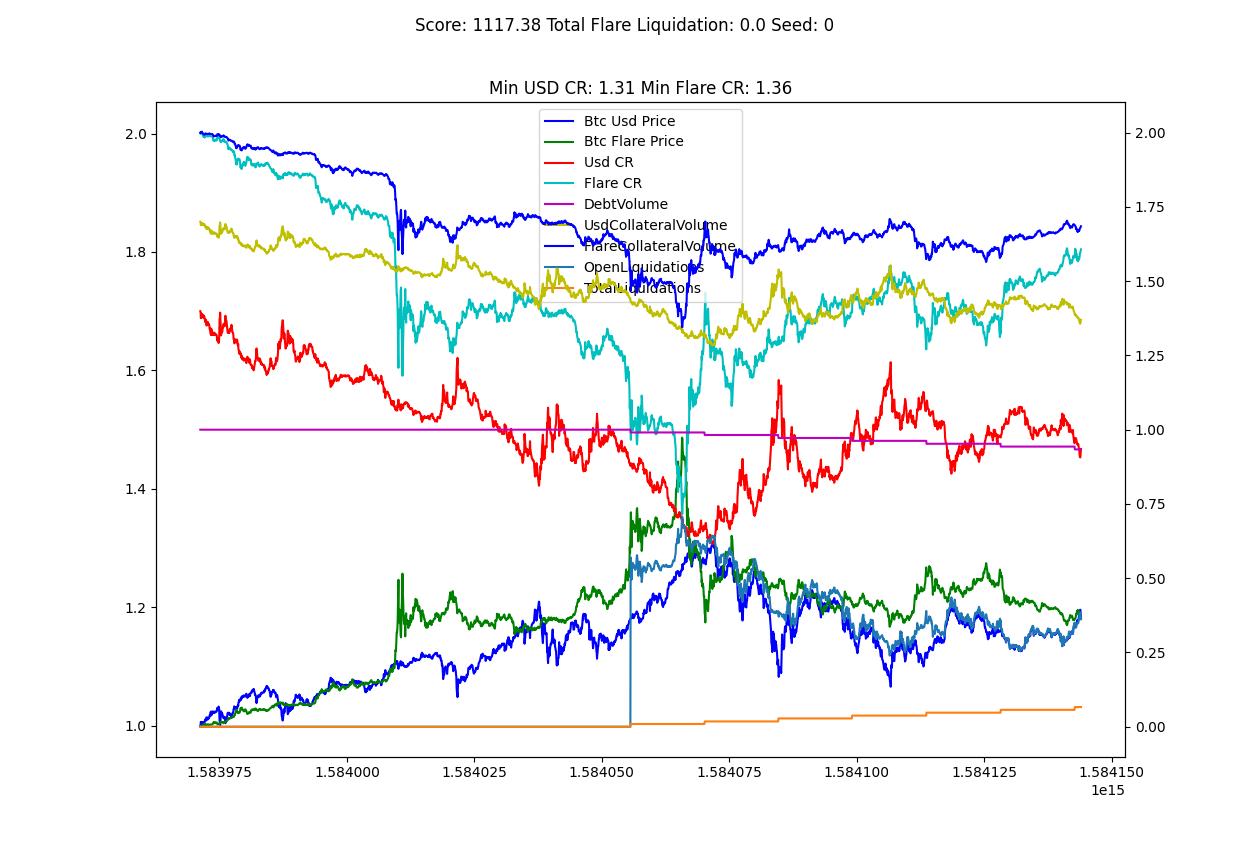 Score: 1117.38 Total Flare Liquidation: 0.0 Seed: 0
Min USD CR: 1.31 Min Flare CR: 1.36
Btc Usd Price
Btc Flare Price
Usd CR
Flare CR
DebtVolume
UsdCollateralVolume
FlareCollateralVolume
OpenLiquidations
TotalLiquidations
2.0
1.8
1.6
1.4
1.2
1.0
2.00
1.75
1.50
1.25
1.00
0.75
0.50
0.25
0.00
1.583975 1.584000 1.584025 1.584050 1.584075 1.584100 1.584125 1.584150
1e15